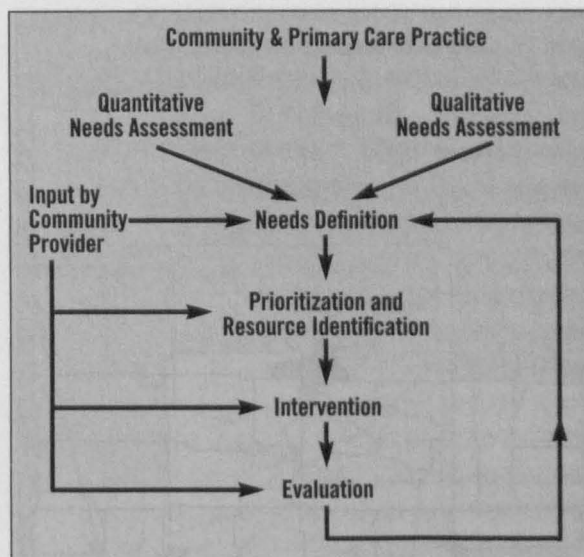 Community & Primary Care Practice
Quantitative
Needs Assessment
Qualitative
Needs Assessment
Input by
Community
Provider
Needs Definition
Prioritization and
Resource Identification
Intervention
Evaluation